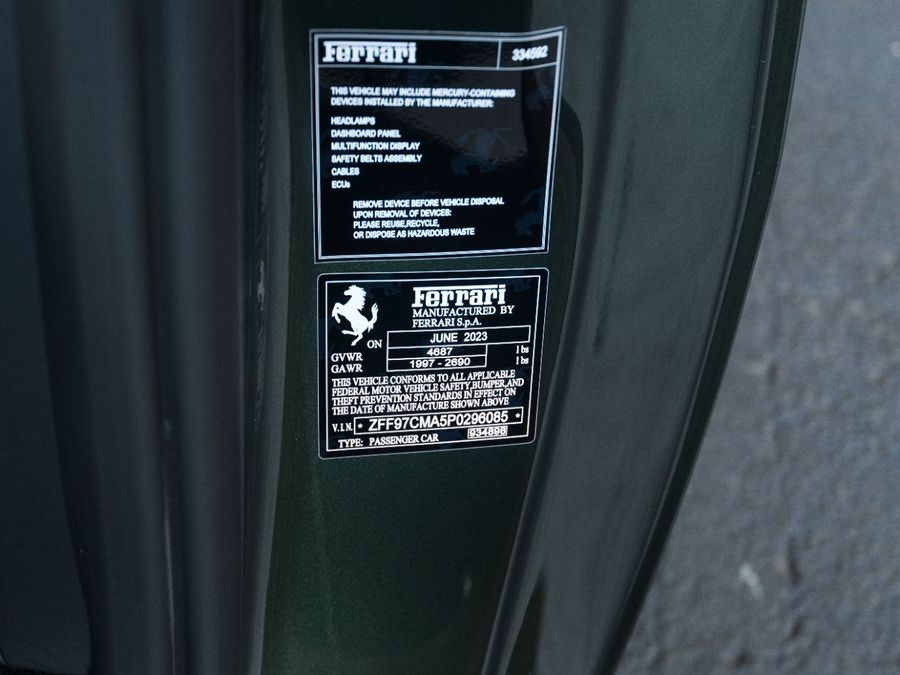 Ferrari 334592
THIS VEHICLE MAY INCLUDE MERCURY-CONTAINING
DEVICES INSTALLED BY THE MANUFACTURER:
HEADLAMPS
DASHBOARD PANEL
MULTIFUNCTION DISPLAY
SAFETY BELTS ASSEMBLY
CABLES
ECUs
REMOVE DEVICE BEFORE VEHICLE DISPOSAL
UPON REMOVAL OF DEVICES:
PLEASE REUSE,RECYCLE,
OR DISPOSE AS HAZARDOUS WASTE
Ferrari
MANUFACTURED BY
FERRARI S.p.A.
ON JUNE 2023
GVWR 4687 lbs
GAWR 1997 - 2690 lbs
THIS VEHICLE CONFORMS TO ALL APPLICABLE
FEDERAL MOTOR VEHICLE SAFETY,BUMPER,AND
THEFT PREVENTION STANDARDS IN EFFECT ON
THE DATE OF MANUFACTURE SHOWN ABOVE
V.I.N. * ZFF97CMA5P0296085 *
TYPE: PASSENGER CAR 934898